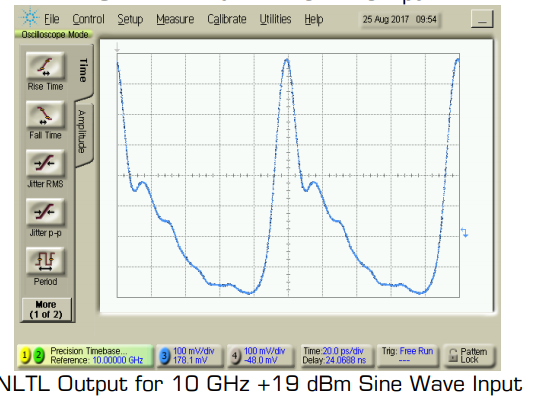 File Control Setup Measure Calibrate Utilities Help 25 Aug 2017 09:54
Oscilloscope Mode
Time
Amplitude
Rise Time
Fall Time
Jitter RMS
Jitter p-p
Period
More
(1 of 2)
1 2 Precision Timebase... 3 100 mV/div 4 100 mV/div Time:20.0 ps/div Trig: Free Run Pattern
Reference: 10.00000 GHz 178.1 mV -48.0 mV Delay:24.0688 ns --- Lock
NLTL Output for 10 GHz +19 dBm Sine Wave Input